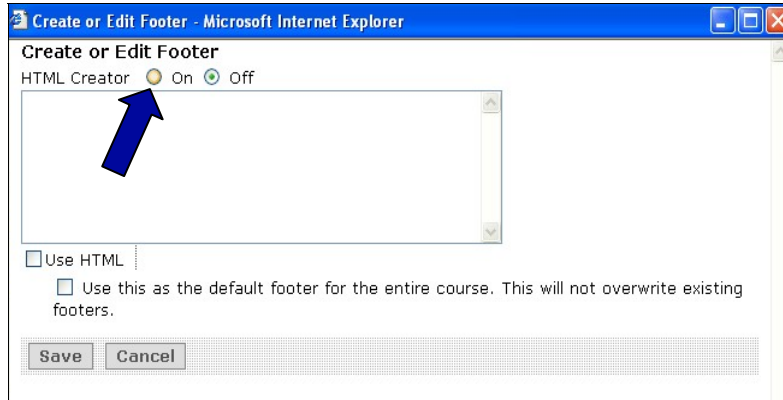 Create or Edit Footer - Microsoft Internet Explorer
Create or Edit Footer
HTML Creator On Off
Use HTML
Use this as the default footer for the entire course. This will not overwrite existing
footers.
Save Cancel